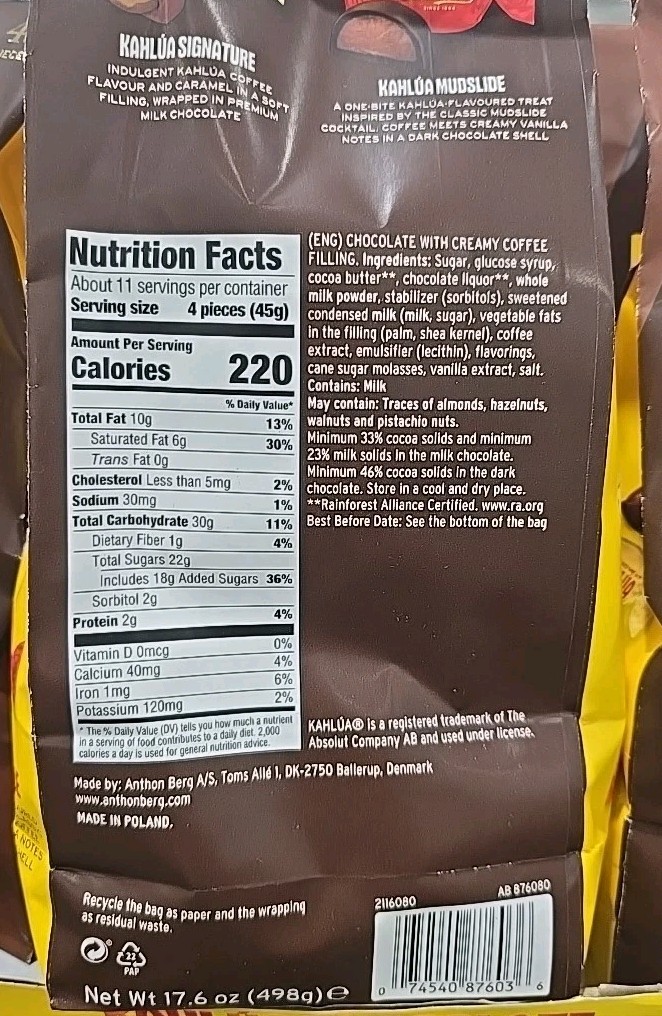 KAHLÚA SIGNATURE
INDULGENT KAHLÚA COFFEE
FLAVOUR AND CARAMEL IN A SOFT
FILLING, WRAPPED IN PREMIUM
MILK CHOCOLATE
KAHLÚA MUDSLIDE
A ONE-BITE KAHLÚA-FLAVOURED TREAT
INSPIRED BY THE CLASSIC MUDSLIDE
COCKTAIL. COFFEE MEETS CREAMY VANILLA
NOTES IN A DARK CHOCOLATE SHELL
Nutrition Facts
About 11 servings per container
Serving size 4 pieces (45g)
Amount Per Serving
Calories 220
% Daily Value*
Total Fat 10g 13%
Saturated Fat 6g 30%
Trans Fat 0g
Cholesterol Less than 5mg 2%
Sodium 30mg 1%
Total Carbohydrate 30g 11%
Dietary Fiber 1g 4%
Total Sugars 22g
Includes 18g Added Sugars 36%
Sorbitol 2g
Protein 2g 4%
Vitamin D 0mcg 0%
Calcium 40mg 4%
Iron 1mg 6%
Potassium 120mg 2%
* The % Daily Value (DV) tells you how much a nutrient
in a serving of food contributes to a daily diet. 2,000
calories a day is used for general nutrition advice.
(ENG) CHOCOLATE WITH CREAMY COFFEE
FILLING. Ingredients: Sugar, glucose syrup,
cocoa butter**, chocolate liquor**, whole
milk powder, stabilizer (sorbitols), sweetened
condensed milk (milk, sugar), vegetable fats
in the filling (palm, shea kernel), coffee
extract, emulsifier (lecithin), flavorings,
cane sugar molasses, vanilla extract, salt.
Contains: Milk
May contain: Traces of almonds, hazelnuts,
walnuts and pistachio nuts.
Minimum 33% cocoa solids and minimum
23% milk solids in the milk chocolate.
Minimum 46% cocoa solids in the dark
chocolate. Store in a cool and dry place.
**Rainforest Alliance Certified. www.ra.org
Best Before Date: See the bottom of the bag
KAHLÚA® is a registered trademark of The
Absolut Company AB and used under license.
Made by: Anthon Berg A/S, Toms Allé 1, DK-2750 Ballerup, Denmark
www.anthonberg.com
MADE IN POLAND.
Recycle the bag as paper and the wrapping
as residual waste.
22
PAP
Net Wt 17.6 oz (498g) e
2116080
AB 876080
0 74540 87603 6
NOTES